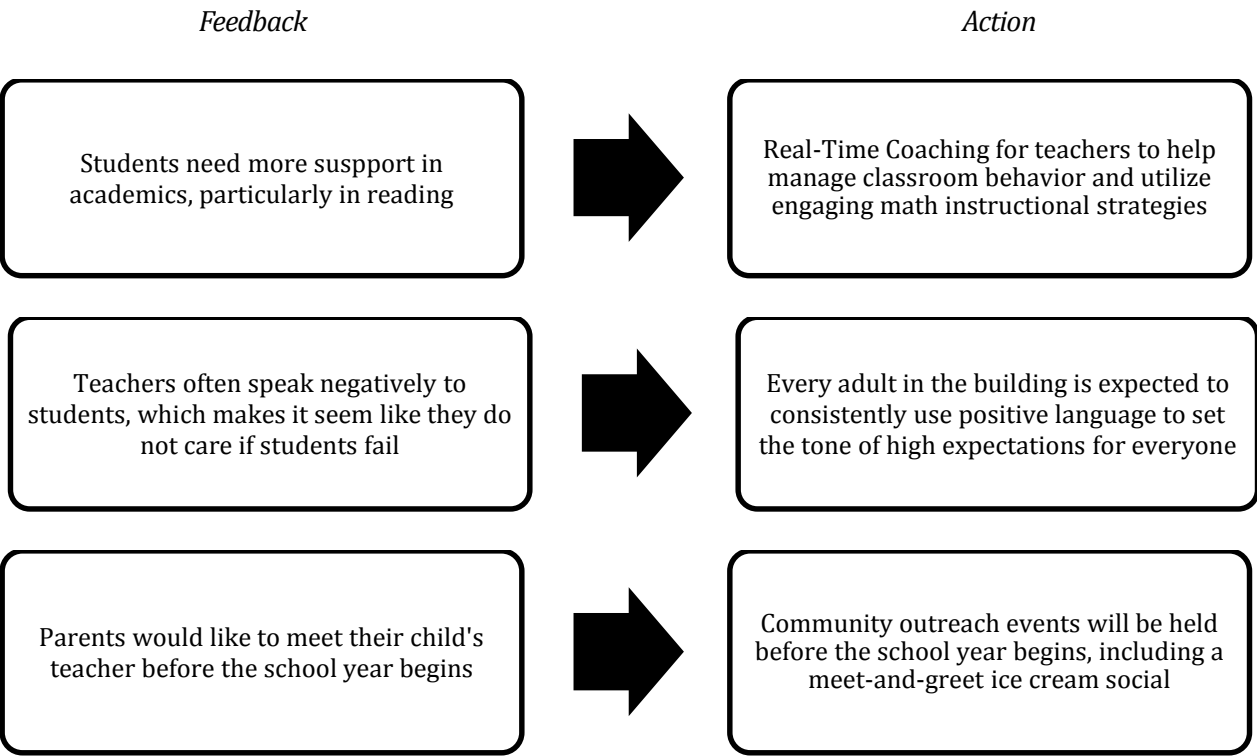 Feedback
Action
Students need more suspport in
academics, particularly in reading
Real-Time Coaching for teachers to help
manage classroom behavior and utilize
engaging math instructional strategies
Teachers often speak negatively to
students, which makes it seem like they do
not care if students fail
Every adult in the building is expected to
consistently use positive language to set
the tone of high expectations for everyone
Parents would like to meet their child's
teacher before the school year begins
Community outreach events will be held
before the school year begins, including a
meet-and-greet ice cream social